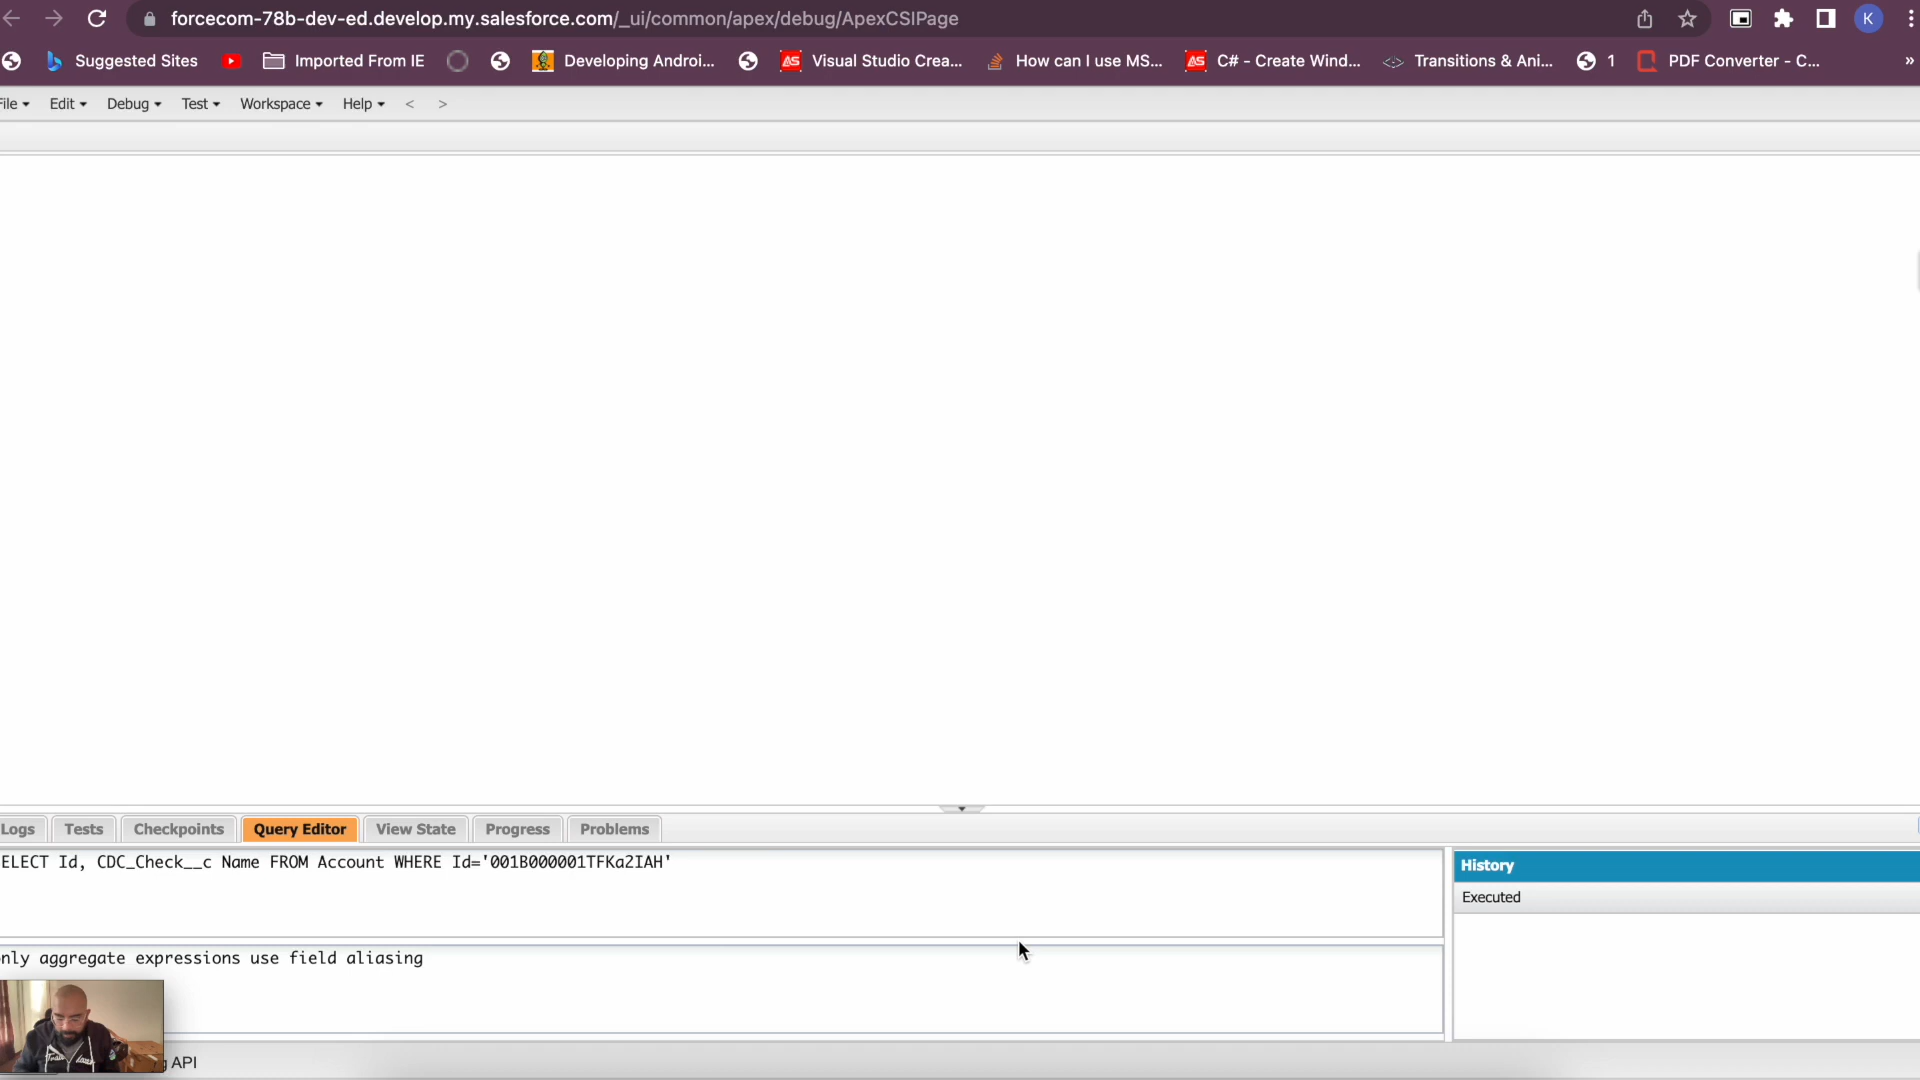 forcecom-78b-dev-ed.develop.my.salesforce.com/_ui/common/apex/debug/ApexCSIPage
K
Suggested Sites Imported From IE Developing Androi... Visual Studio Crea... How can I use MS... C# - Create Wind... Transitions & Ani... 1 PDF Converter - C... »
ile Edit Debug Test Workspace Help < >
Logs Tests Checkpoints Query Editor View State Progress Problems
ELECT Id, CDC_Check__c Name FROM Account WHERE Id='001B000001TFKa2IAH'
History
Executed
nly aggregate expressions use field aliasing
g API